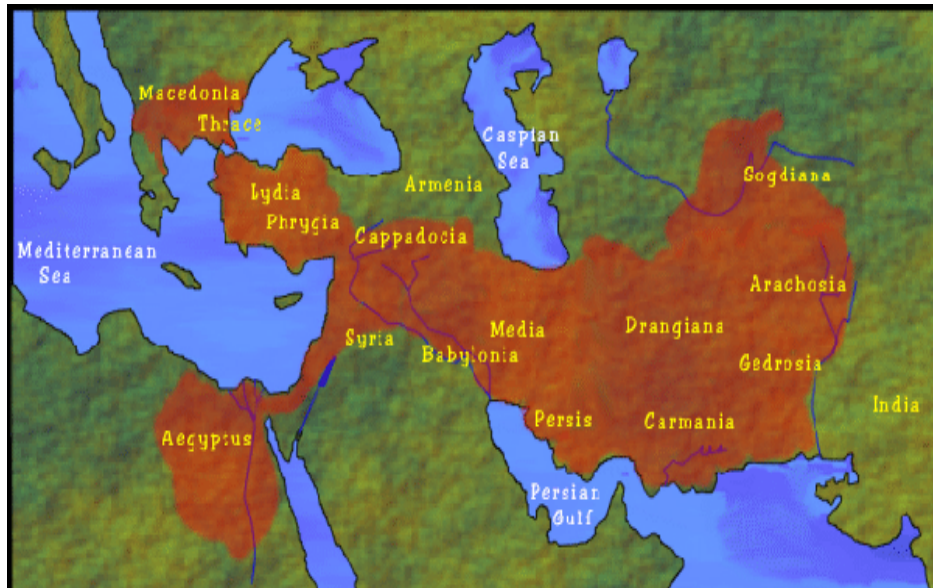 Macedonia
Thrace
Caspian
Sea
Sogdiana
Armenia
Lydia
Phrygia
Cappadocia
Mediterranean
Sea
Arachosia
Syria
Media
Drangiana
Babylonia
Gedrosia
India
Persis
Carmania
Aegyptus
Persian
Gulf